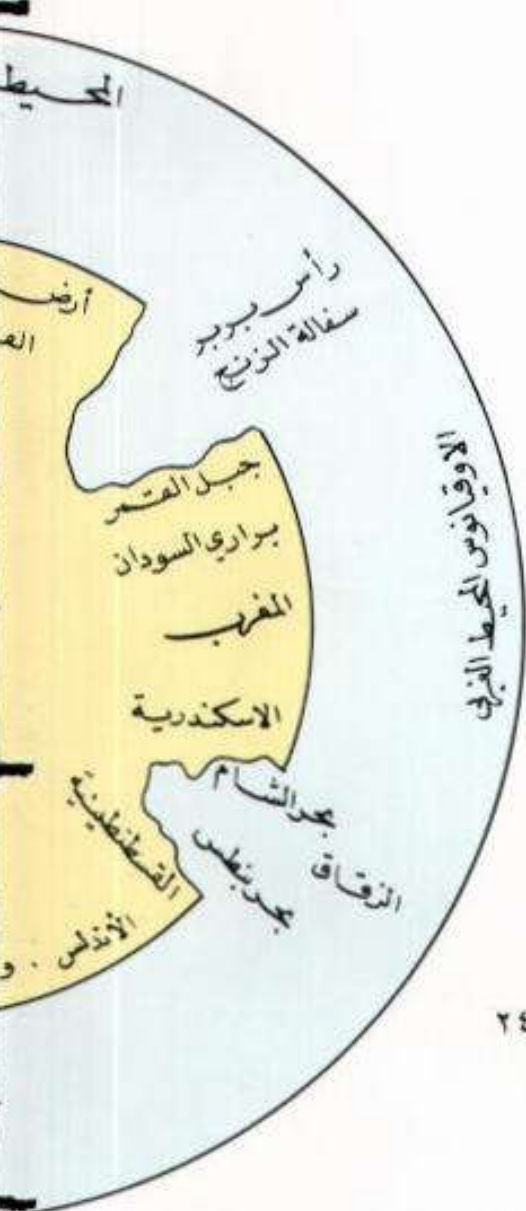 المحيط
أرض
رأس بربر
سفالة الزنج
الاوقيانوس المحيط الغربي
جبل القمر
براري السودان
المغرب
الاسكندرية
بحر الشام
الزقاق
بحر بنطس
القسطنطينية
الأندلس . و
٢٤